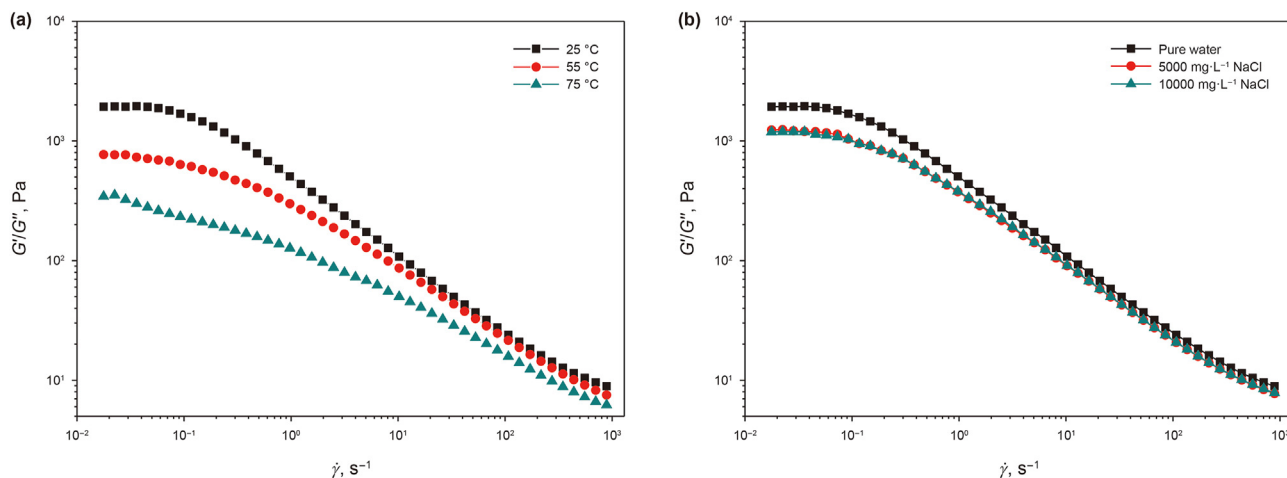 (a)
10⁴
10³
10²
10¹
G′/G″, Pa
25 °C
55 °C
75 °C
10⁻²
10⁻¹
10⁰
10¹
10²
10³
γ̇, s⁻¹
(b)
10⁴
10³
10²
10¹
G′/G″, Pa
Pure water
5000 mg·L⁻¹ NaCl
10000 mg·L⁻¹ NaCl
10⁻²
10⁻¹
10⁰
10¹
10²
10³
γ̇, s⁻¹